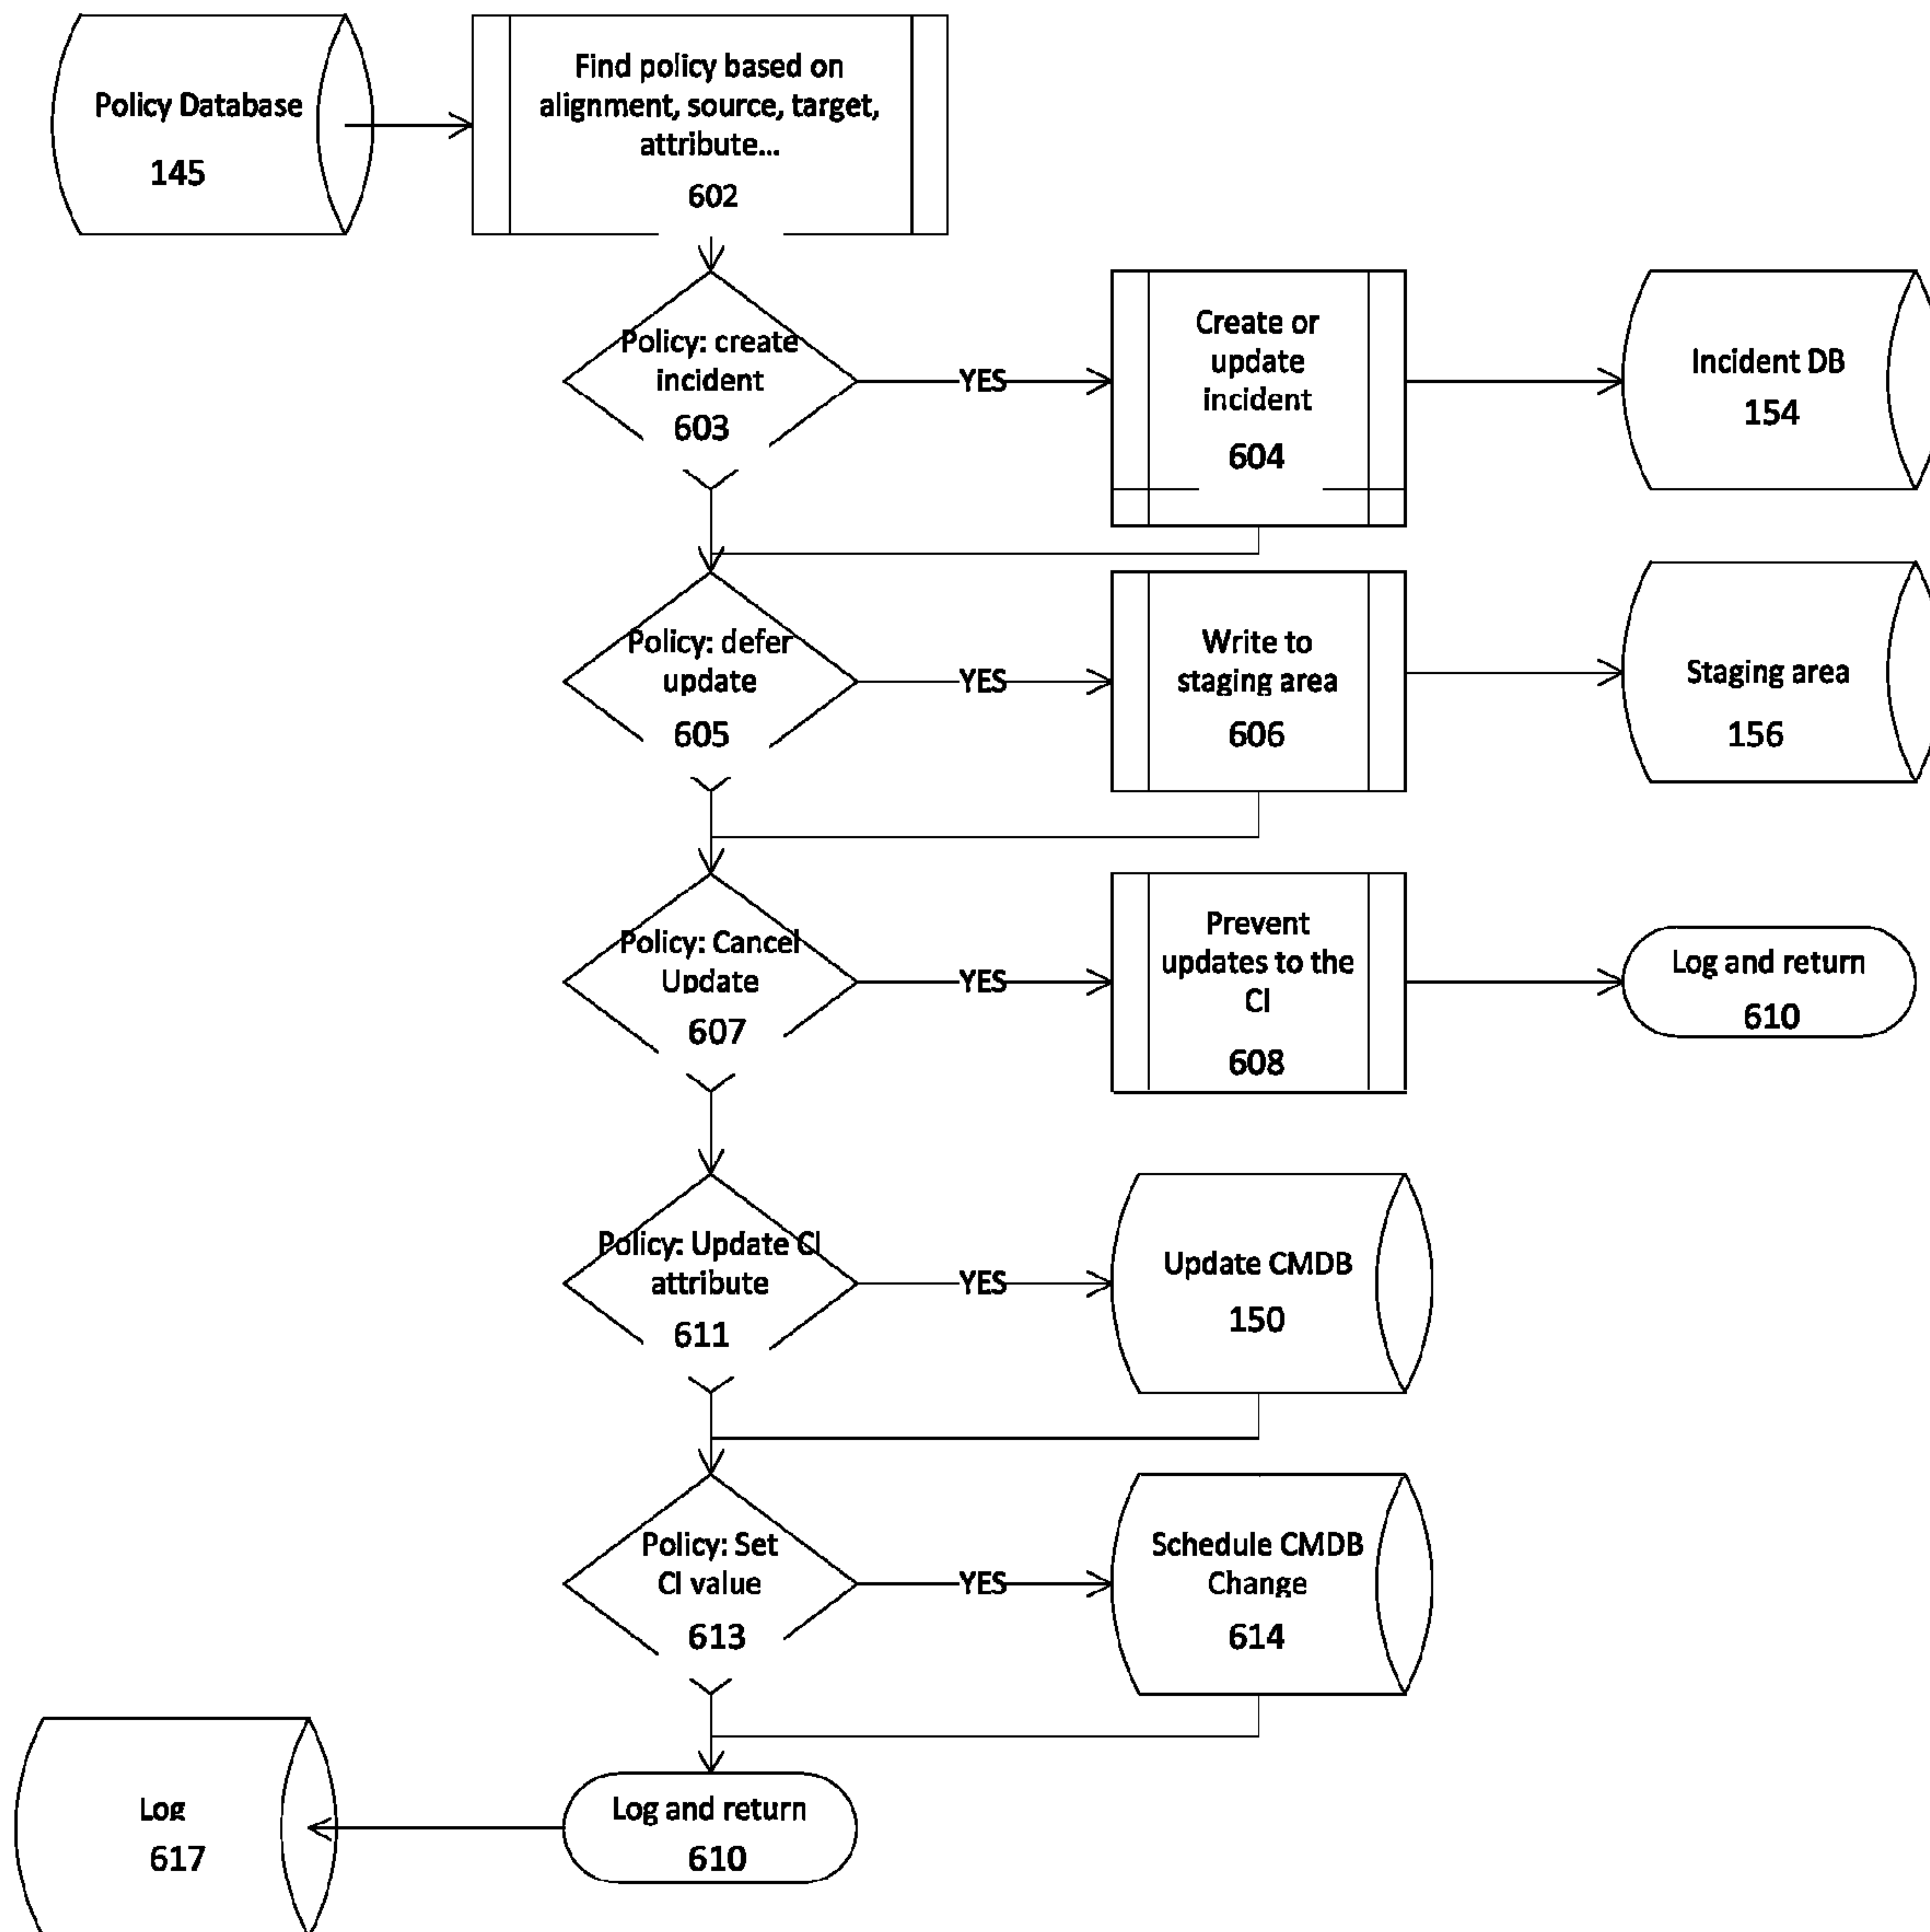 Policy Database
145
Find policy based on
alignment, source, target,
attribute...
602
Policy: create
incident
603
YES
Create or
update
incident
604
Incident DB
154
Policy: defer
update
605
YES
Write to
staging area
606
Staging area
156
Policy: Cancel
Update
607
YES
Prevent
updates to the
CI
608
Log and return
610
Policy: Update CI
attribute
611
YES
Update CMDB
150
Policy: Set
CI value
613
YES
Schedule CMDB
Change
614
Log
617
Log and return
610